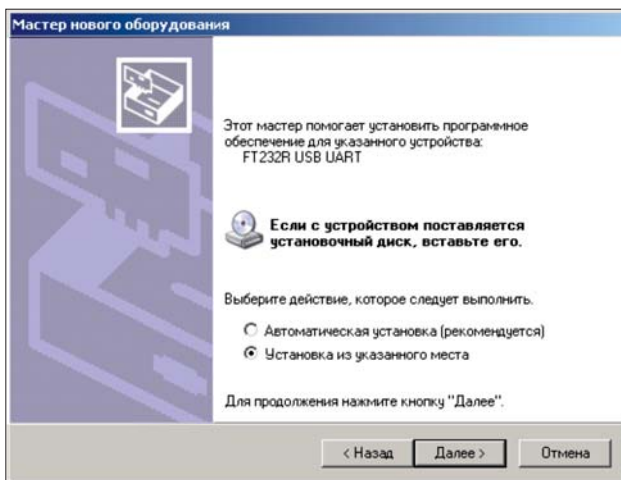 Мастер нового оборудования
Этот мастер помогает установить программное
обеспечение для указанного устройства:
FT232R USB UART
Если с устройством поставляется
установочный диск, вставьте его.
Выберите действие, которое следует выполнить.
Автоматическая установка (рекомендуется)
Установка из указанного места
Для продолжения нажмите кнопку "Далее".
< Назад Далее > Отмена